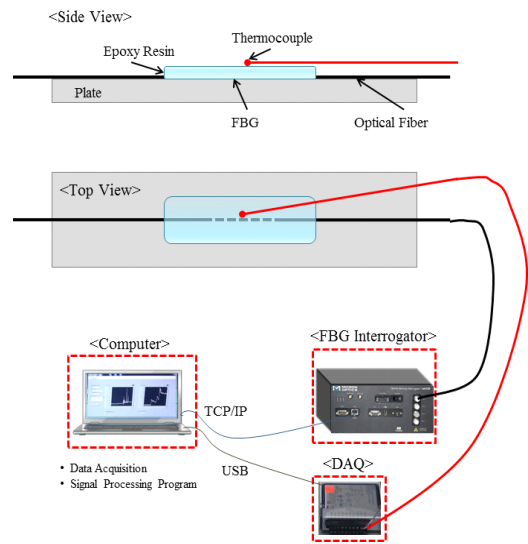 <Side View>
Thermocouple
Epoxy Resin
Plate
FBG
Optical Fiber
<Top View>
<FBG Interrogator>
<Computer>
TCP/IP
• Data Acquisition
• Signal Processing Program
USB
<DAQ>